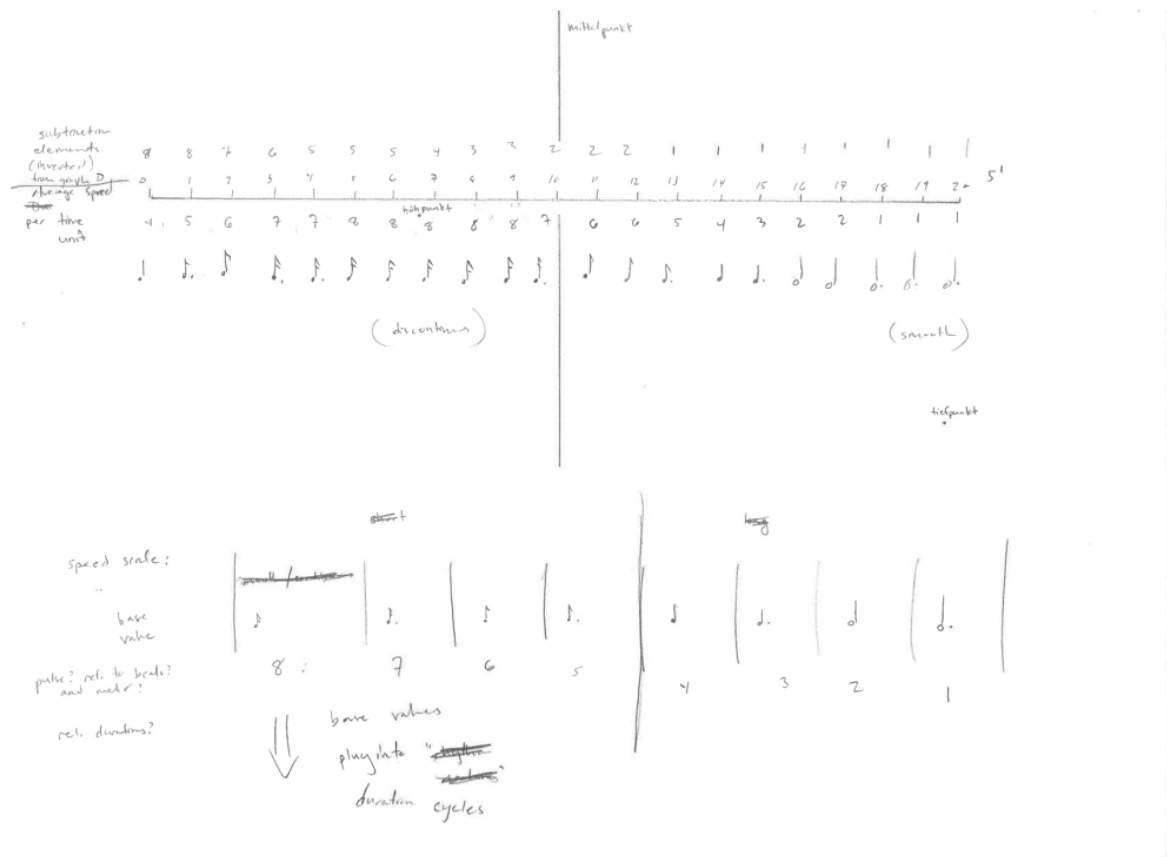 mittelpunkt
subtraction
elements 8 8 7 6 5 5 5 4 3 3 2 2 2 1 1 1 1 1 1 1 1
(inverted)
from graph D 0 1 2 3 4 5 6 7 8 9 10 11 12 13 14 15 16 17 18 19 20 5'
Average Speed
höhpunkt
per time 4 5 6 7 7 8 8 8 8 8 7 6 6 5 4 3 2 2 1 1 1
unit
(discontinuous) (smooth)
tiefpunkt
short long
speed scale:
base
value
pulse? rel. to beats? 8 : 7 6 5 4 3 2 1
and meter?
rel. durations?
base values
plug into "
"
duration cycles